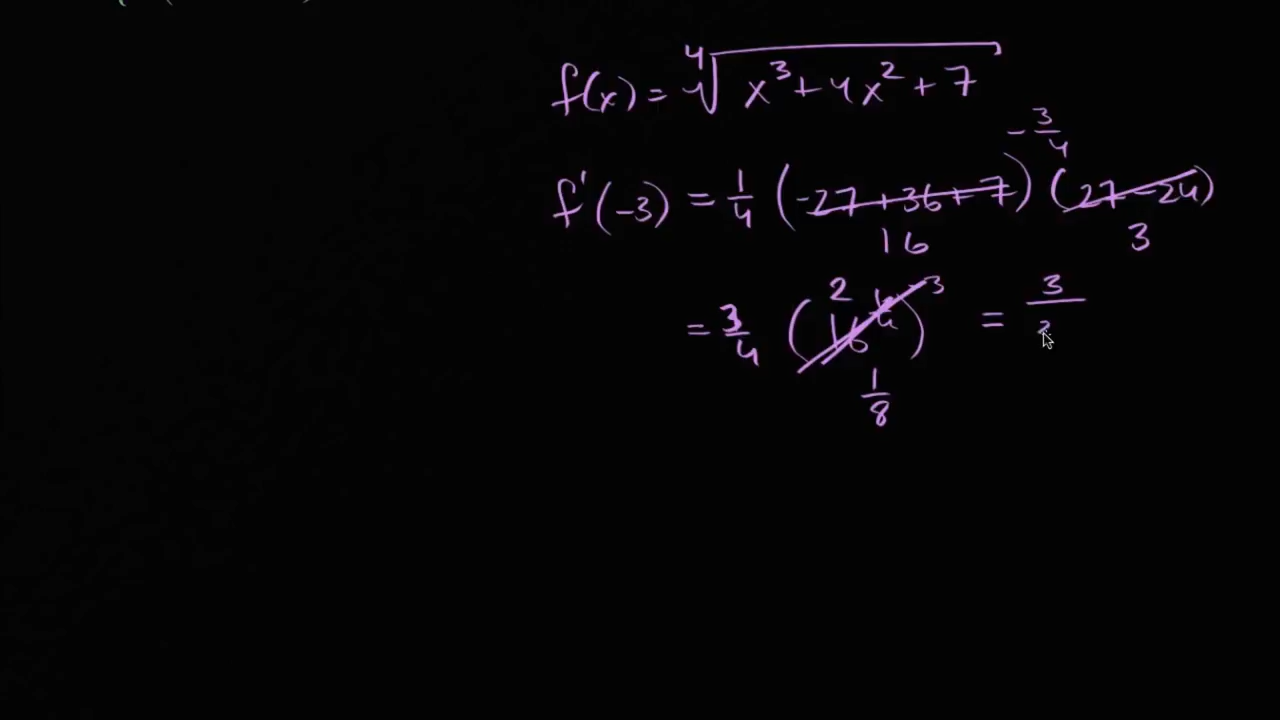 f(x) = ∜(x³ + 4x² + 7)
f'(-3) = 1/4 (-27 + 36 + 7)^(-3/4) (27 - 24)
16 3
= 3/4 (16^(1/4))^(-3) = 3/
2
1/8